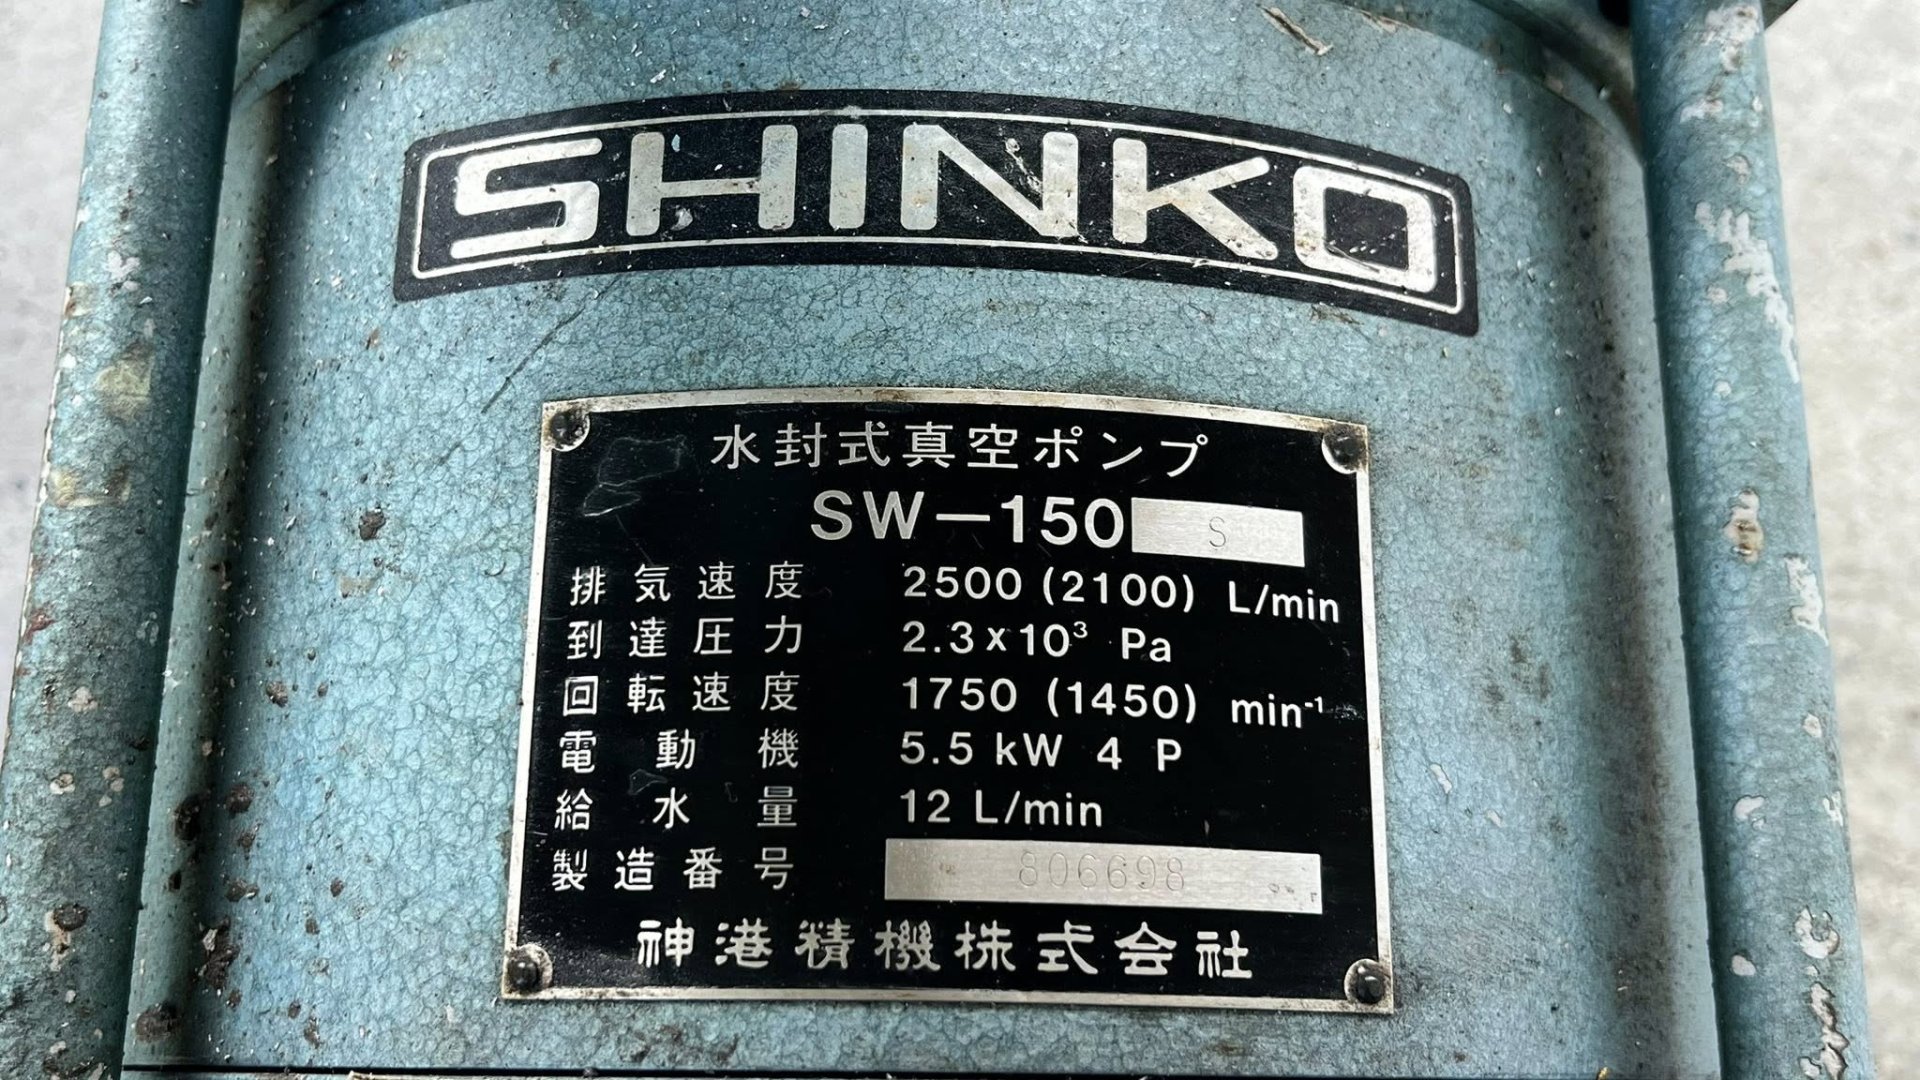 SHINKO
水封式真空ポンプ
SW-150 S
排気速度 2500 (2100) L/min
到達圧力 2.3×10³ Pa
回転速度 1750 (1450) min⁻¹
電動機 5.5 kW 4 P
給水量 12 L/min
製造番号 806698
神港精機株式会社